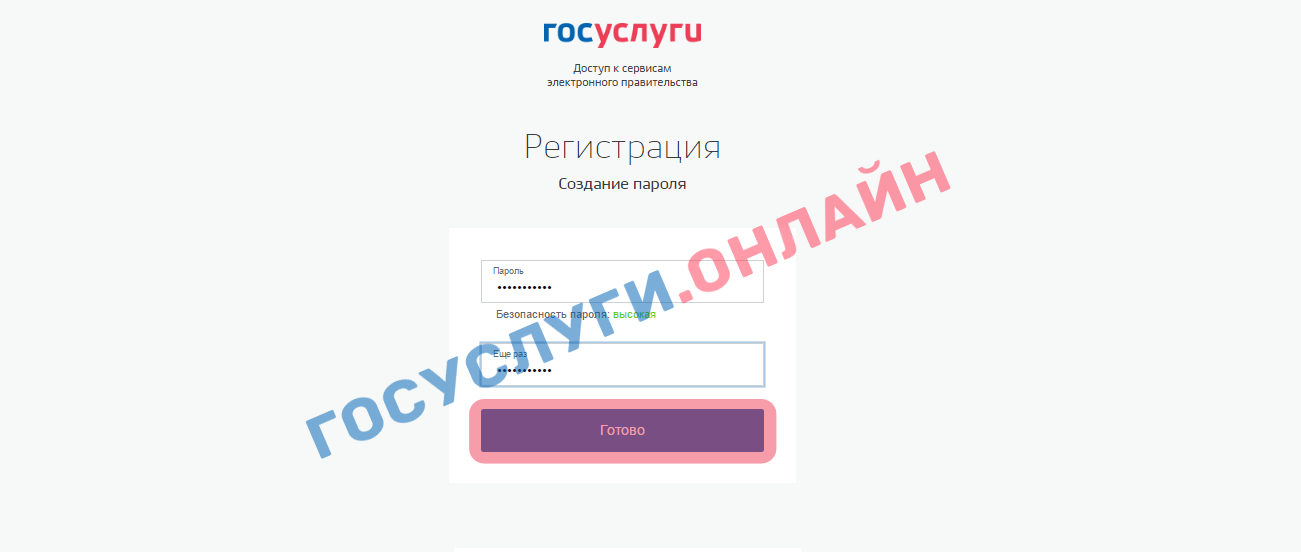 госуслуги
Доступ к сервисам
электронного правительства
Регистрация
Создание пароля
Пароль
•••••••••••
Безопасность пароля: высокая
Еще раз
•••••••••••
Готово
ГОСУСЛУГИ.ОНЛАЙН